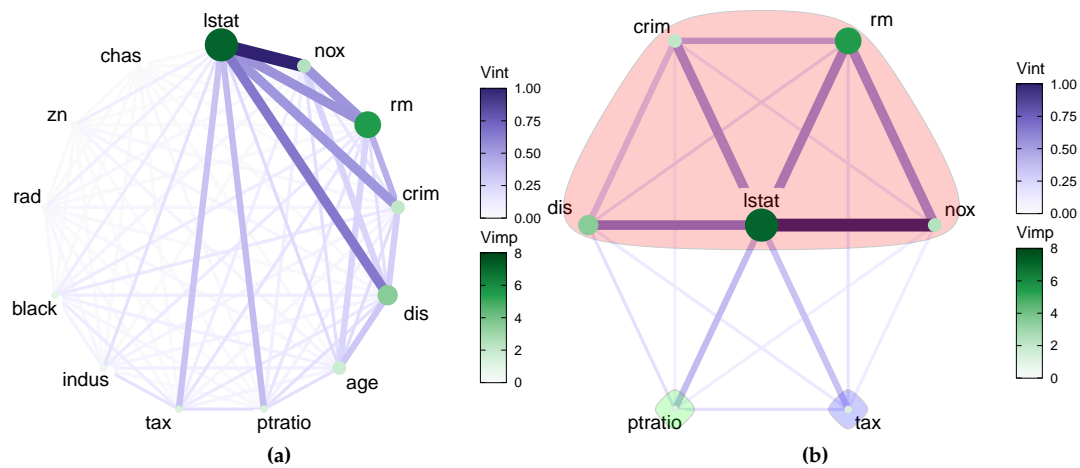 lstat
chas
nox
zn
rm
rad
crim
black
dis
indus
age
tax
ptratio
Vint
1.00
0.75
0.50
0.25
0.00
Vimp
8
6
4
2
0
(a)
crim
rm
lstat
dis
nox
ptratio
tax
Vint
1.00
0.75
0.50
0.25
0.00
Vimp
8
6
4
2
0
(b)